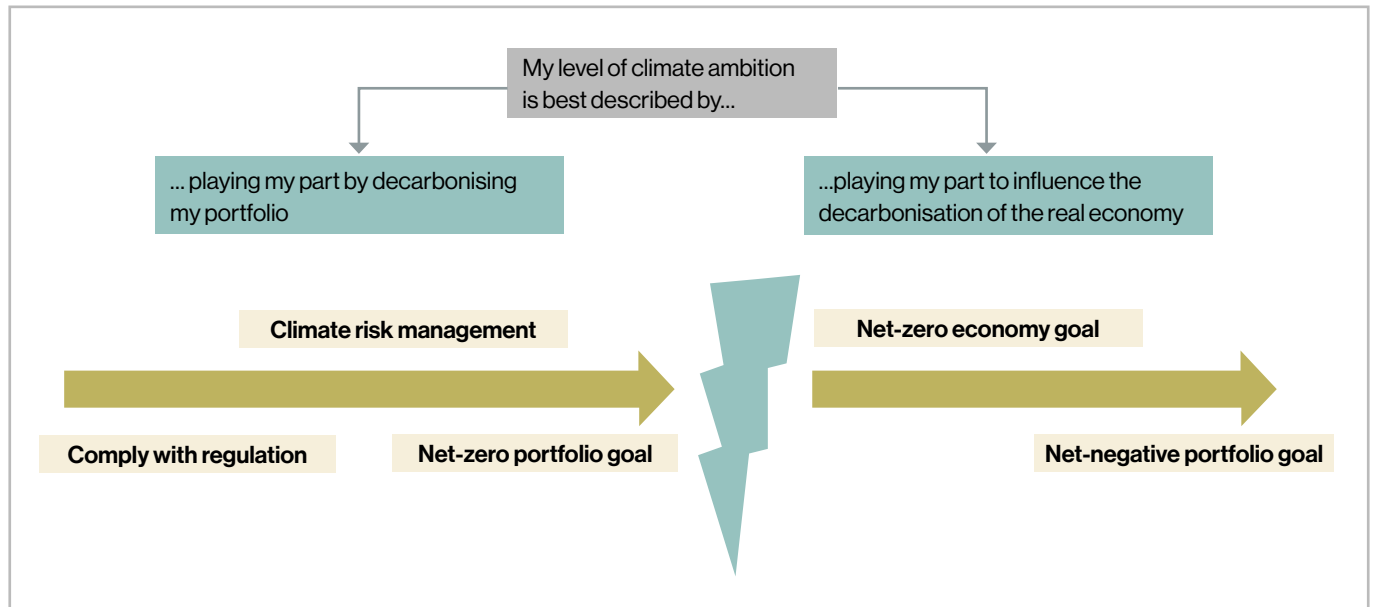 My level of climate ambition
is best described by...
... playing my part by decarbonising
my portfolio
...playing my part to influence the
decarbonisation of the real economy
Climate risk management
Net-zero economy goal
Comply with regulation
Net-zero portfolio goal
Net-negative portfolio goal